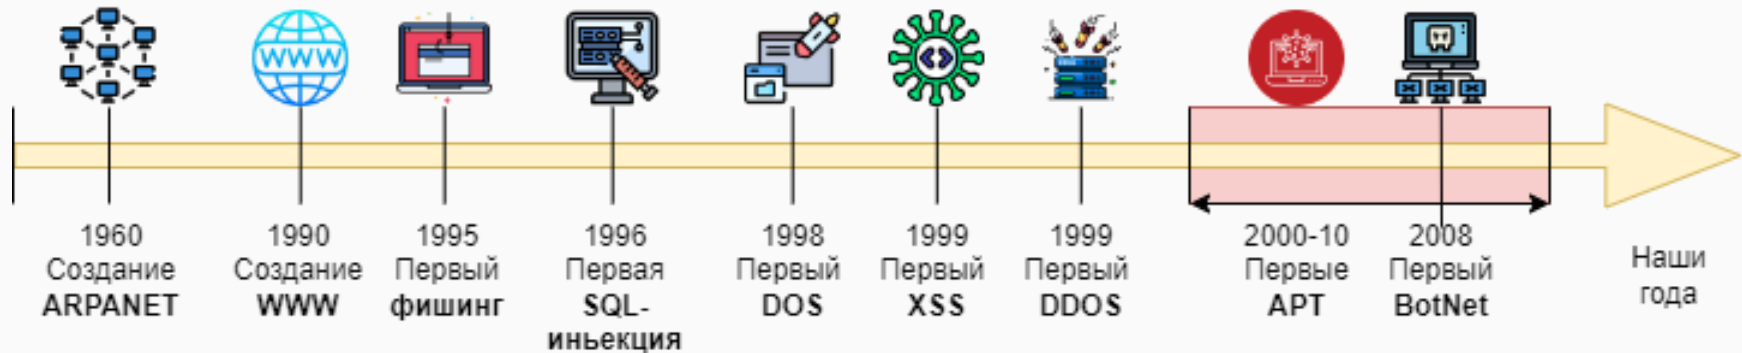 WWW
1960
Создание
ARPANET
1990
Создание
WWW
1995
Первый
фишинг
1996
Первая
SQL-
иньекция
1998
Первый
DOS
1999
Первый
XSS
1999
Первый
DDOS
2000-10
Первые
APT
2008
Первый
BotNet
Наши
года